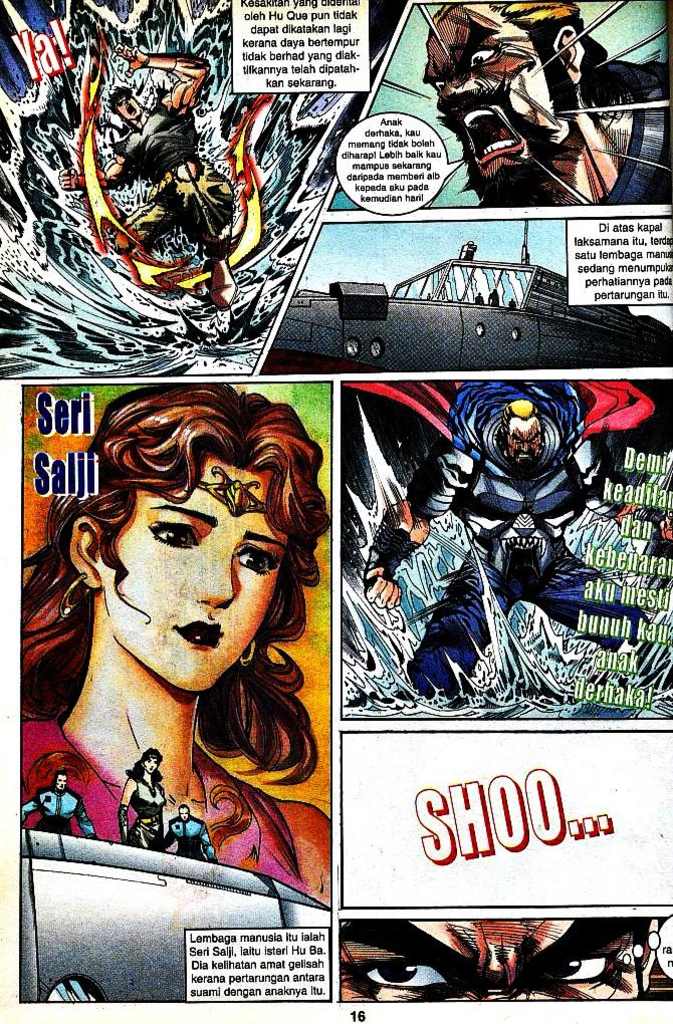 Kesakitan yang dideritai
oleh Hu Que pun tidak
dapat dikatakan lagi
kerana daya bertempur
tidak berhad yang diak-
tifkannya telah dipatah-
kan sekarang.
Ya!
Anak
derhaka, kau
memang tidak boleh
diharap! Lebih baik kau
mampus sekarang
daripada memberi aib
kepada aku pada
kemudian hari!
Di atas kapal
laksamana itu,
satu lembaga
sedang menumpukan
perhatiannya pada
pertarungan itu.
Seri
Salji
Lembaga manusia itu ialah
Seri Salji, iaitu isteri Hu Ba.
Dia kelihatan amat gelisah
kerana pertarungan antara
suami dengan anaknya itu.
Demi
keadilan
dan
kebenaran
aku mesti
bunuh kau,
anak
derhaka!
SHOO...
16